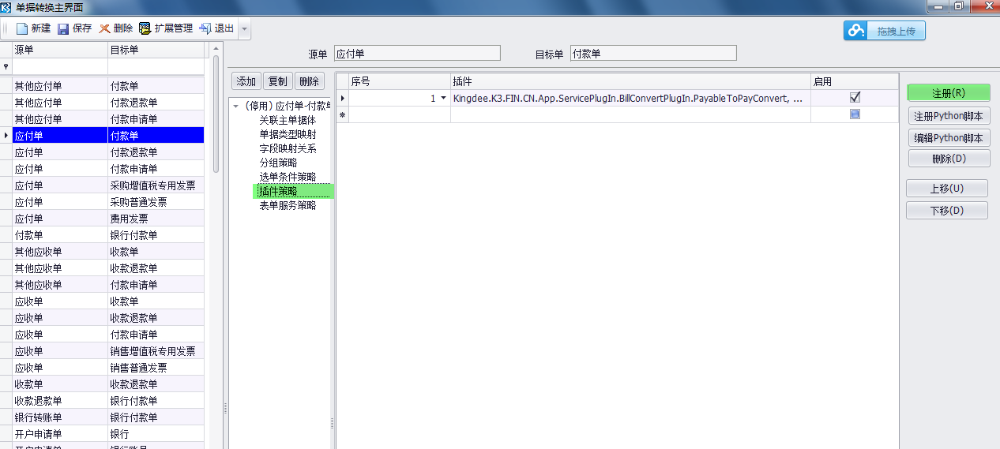 单据转换主界面
新建 保存 删除 扩展管理 退出
拖拽上传
源单 目标单
其他应付单 付款单
其他应付单 付款退款单
其他应付单 付款申请单
应付单 付款单
应付单 付款退款单
应付单 付款申请单
应付单 采购增值税专用发票
应付单 采购普通发票
应付单 费用发票
付款单 银行付款单
其他应收单 收款单
其他应收单 收款退款单
其他应收单 付款申请单
应收单 收款单
应收单 收款退款单
应收单 付款申请单
应收单 销售增值税专用发票
应收单 销售普通发票
收款单 收款退款单
收款退款单 银行付款单
银行转账单 银行付款单
开户申请单 银行
开户申请单 银行账号
源单 应付单 目标单 付款单
添加 复制 删除
(停用) 应付单-付款单
关联主单据体
单据类型映射
字段映射关系
分组策略
选单条件策略
插件策略
表单服务策略
序号 插件 启用
1 Kingdee.K3.FIN.CN.App.ServicePlugIn.BillConvertPlugIn.PayableToPayConvert, ...
注册(R)
注册Python脚本
编辑Python脚本
删除(D)
上移(U)
下移(D)